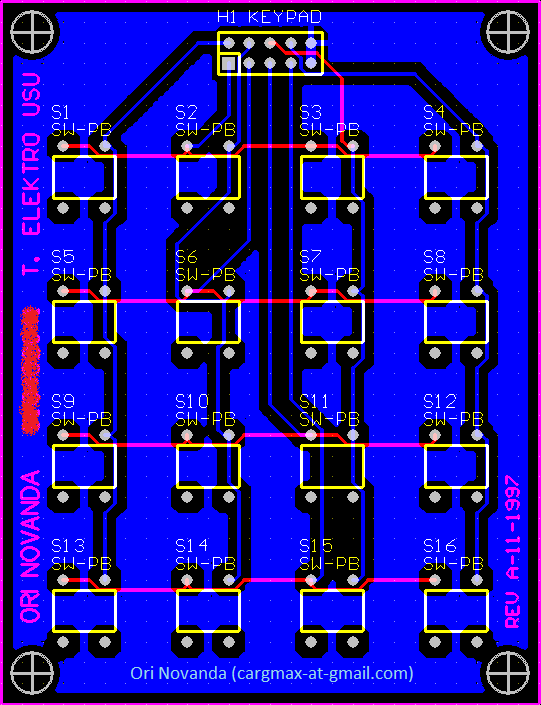 H1 KEYPAD
S1
SW-PB
S2
SW-PB
S3
SW-PB
S4
SW-PB
T. ELEKTRO USU
S5
SW-PB
S6
SW-PB
S7
SW-PB
S8
SW-PB
S9
SW-PB
S10
SW-PB
S11
SW-PB
S12
SW-PB
ORI NOVANDA
REV A-11-1997
S13
SW-PB
S14
SW-PB
S15
SW-PB
S16
SW-PB
Ori Novanda (cargmax-at-gmail.com)